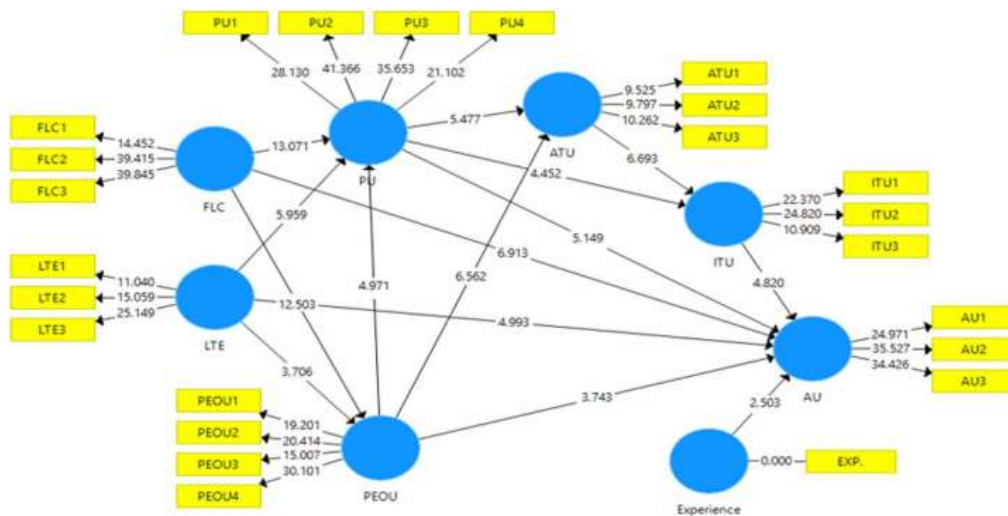 PU1
PU2
PU3
PU4
28.130
41.366
35.653
21.102
ATU1
ATU2
ATU3
9.525
9.797
10.262
FLC1
FLC2
FLC3
14.452
39.415
39.845
13.071
PU
5.477
ATU
6.693
4.452
ITU1
ITU2
ITU3
22.370
24.820
10.909
FLC
5.959
5.149
6.913
6.562
4.971
ITU
4.820
LTE1
LTE2
LTE3
11.040
15.059
25.149
12.503
4.993
LTE
3.706
AU1
AU2
AU3
24.971
35.527
34.426
AU
3.743
2.503
PEOU1
PEOU2
PEOU3
PEOU4
19.201
20.414
15.007
30.101
PEOU
0.000
EXP.
Experience